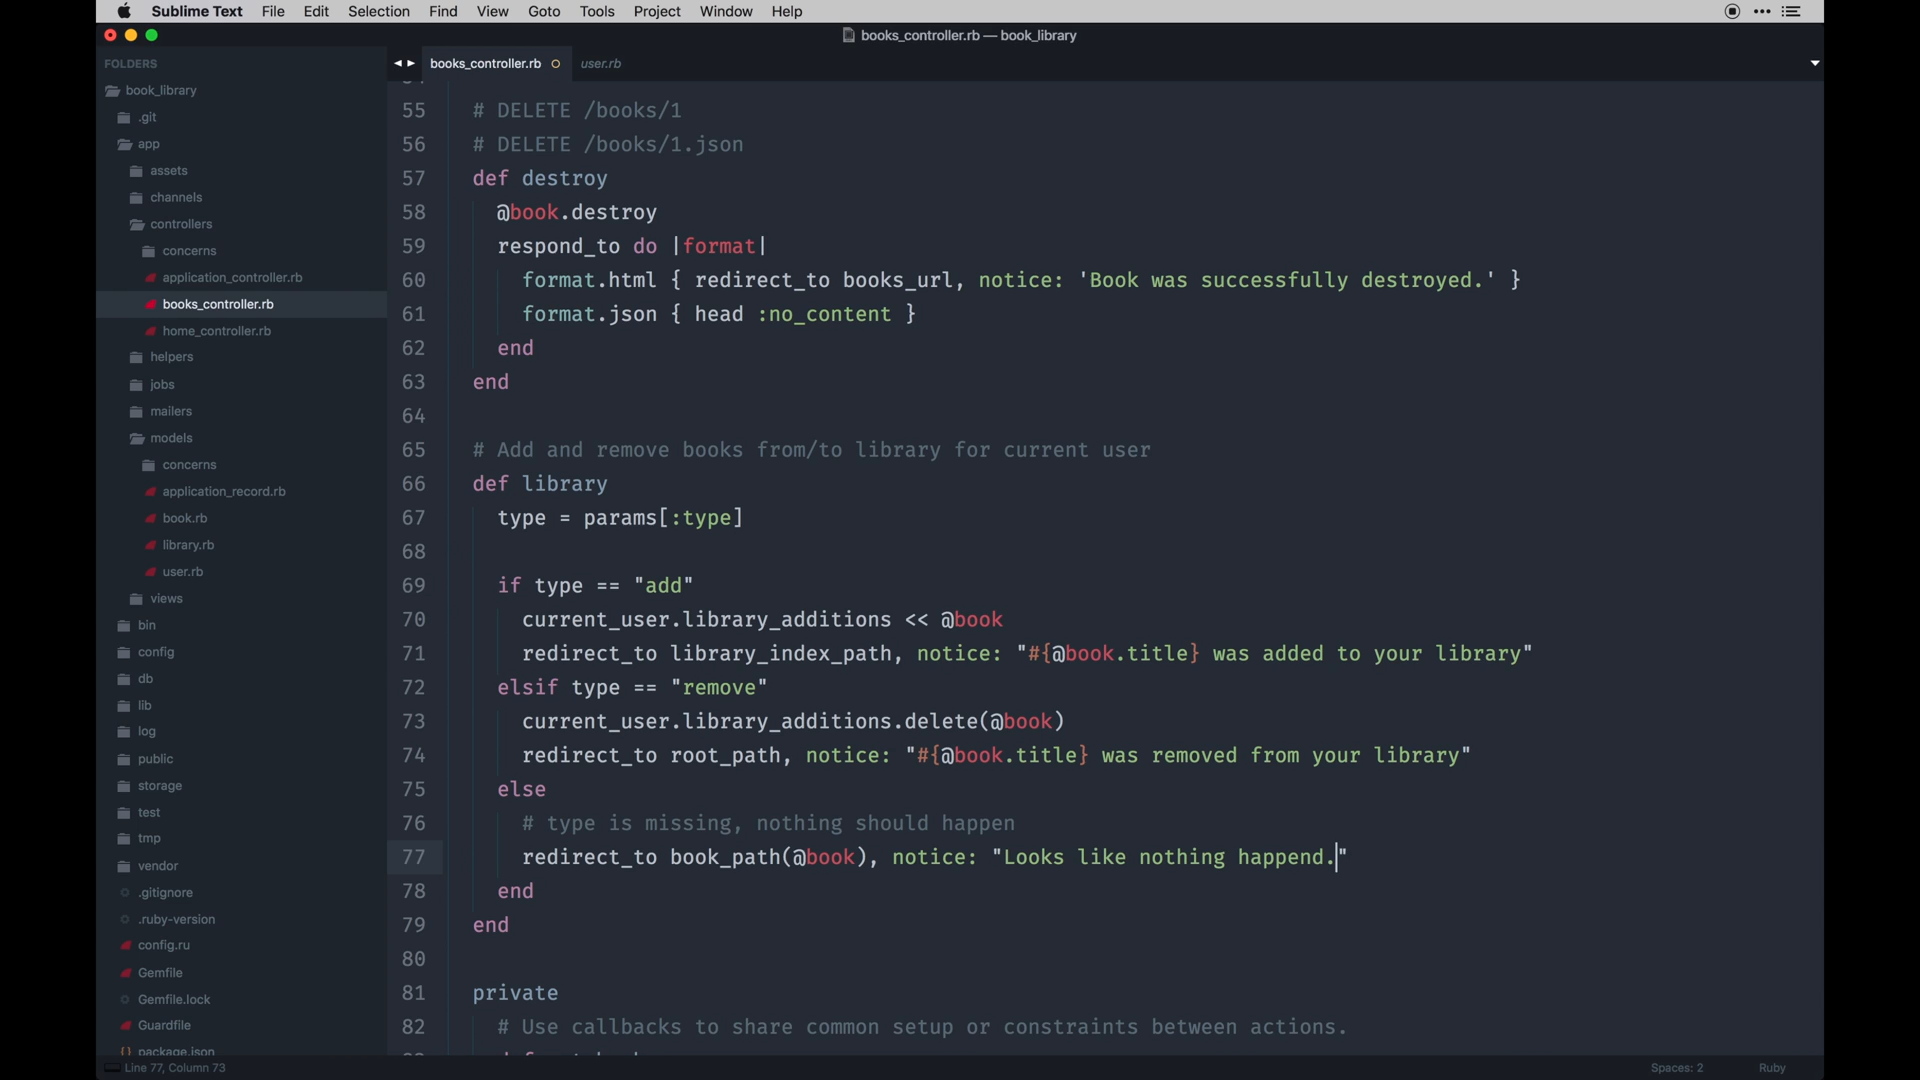 Sublime Text File Edit Selection Find View Goto Tools Project Window Help
books_controller.rb — book_library
FOLDERS
book_library
.git
app
assets
channels
controllers
concerns
application_controller.rb
books_controller.rb
home_controller.rb
helpers
jobs
mailers
models
concerns
application_record.rb
book.rb
library.rb
user.rb
views
bin
config
db
lib
log
public
storage
test
tmp
vendor
.gitignore
.ruby-version
config.ru
Gemfile
Gemfile.lock
Guardfile
package.json
books_controller.rb user.rb
55 # DELETE /books/1
56 # DELETE /books/1.json
57 def destroy
58 @book.destroy
59 respond_to do |format|
60 format.html { redirect_to books_url, notice: 'Book was successfully destroyed.' }
61 format.json { head :no_content }
62 end
63 end
64
65 # Add and remove books from/to library for current user
66 def library
67 type = params[:type]
68
69 if type == "add"
70 current_user.library_additions << @book
71 redirect_to library_index_path, notice: "#{@book.title} was added to your library"
72 elsif type == "remove"
73 current_user.library_additions.delete(@book)
74 redirect_to root_path, notice: "#{@book.title} was removed from your library"
75 else
76 # type is missing, nothing should happen
77 redirect_to book_path(@book), notice: "Looks like nothing happend."
78 end
79 end
80
81 private
82 # Use callbacks to share common setup or constraints between actions.
Line 77, Column 73
Spaces: 2
Ruby